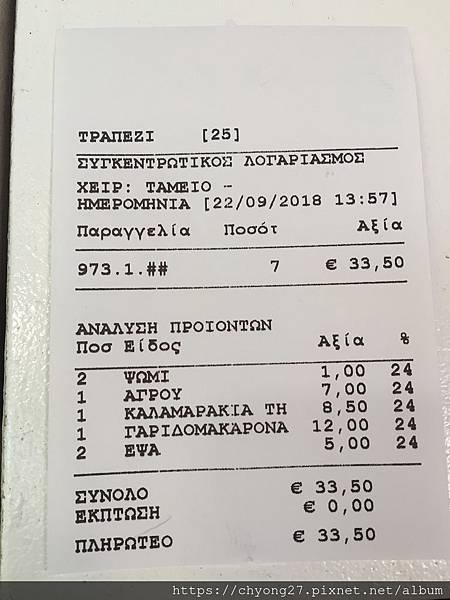 ΤΡΑΠΕΖΙ [25]
ΣΥΓΚΕΝΤΡΩΤΙΚΟΣ ΛΟΓΑΡΙΑΣΜΟΣ
ΧΕΙΡ: ΤΑΜΕΙΟ -
ΗΜΕΡΟΜΗΝΙΑ [22/09/2018 13:57]
Παραγγελία Ποσότ Αξία
973.1.## 7 € 33,50
ΑΝΑΛΥΣΗ ΠΡΟΙΟΝΤΩΝ
Ποσ Είδος Αξία %
2 ΨΩΜΙ 1,00 24
1 ΑΓΡΟΥ 7,00 24
1 ΚΑΛΑΜΑΡΑΚΙΑ ΤΗ 8,50 24
1 ΓΑΡΙΔΟΜΑΚΑΡΟΝΑ 12,00 24
2 ΕΨΑ 5,00 24
ΣΥΝΟΛΟ € 33,50
ΕΚΠΤΩΣΗ € 0,00
ΠΛΗΡΩΤΕΟ € 33,50
https://chyong27.pixnet.net/album